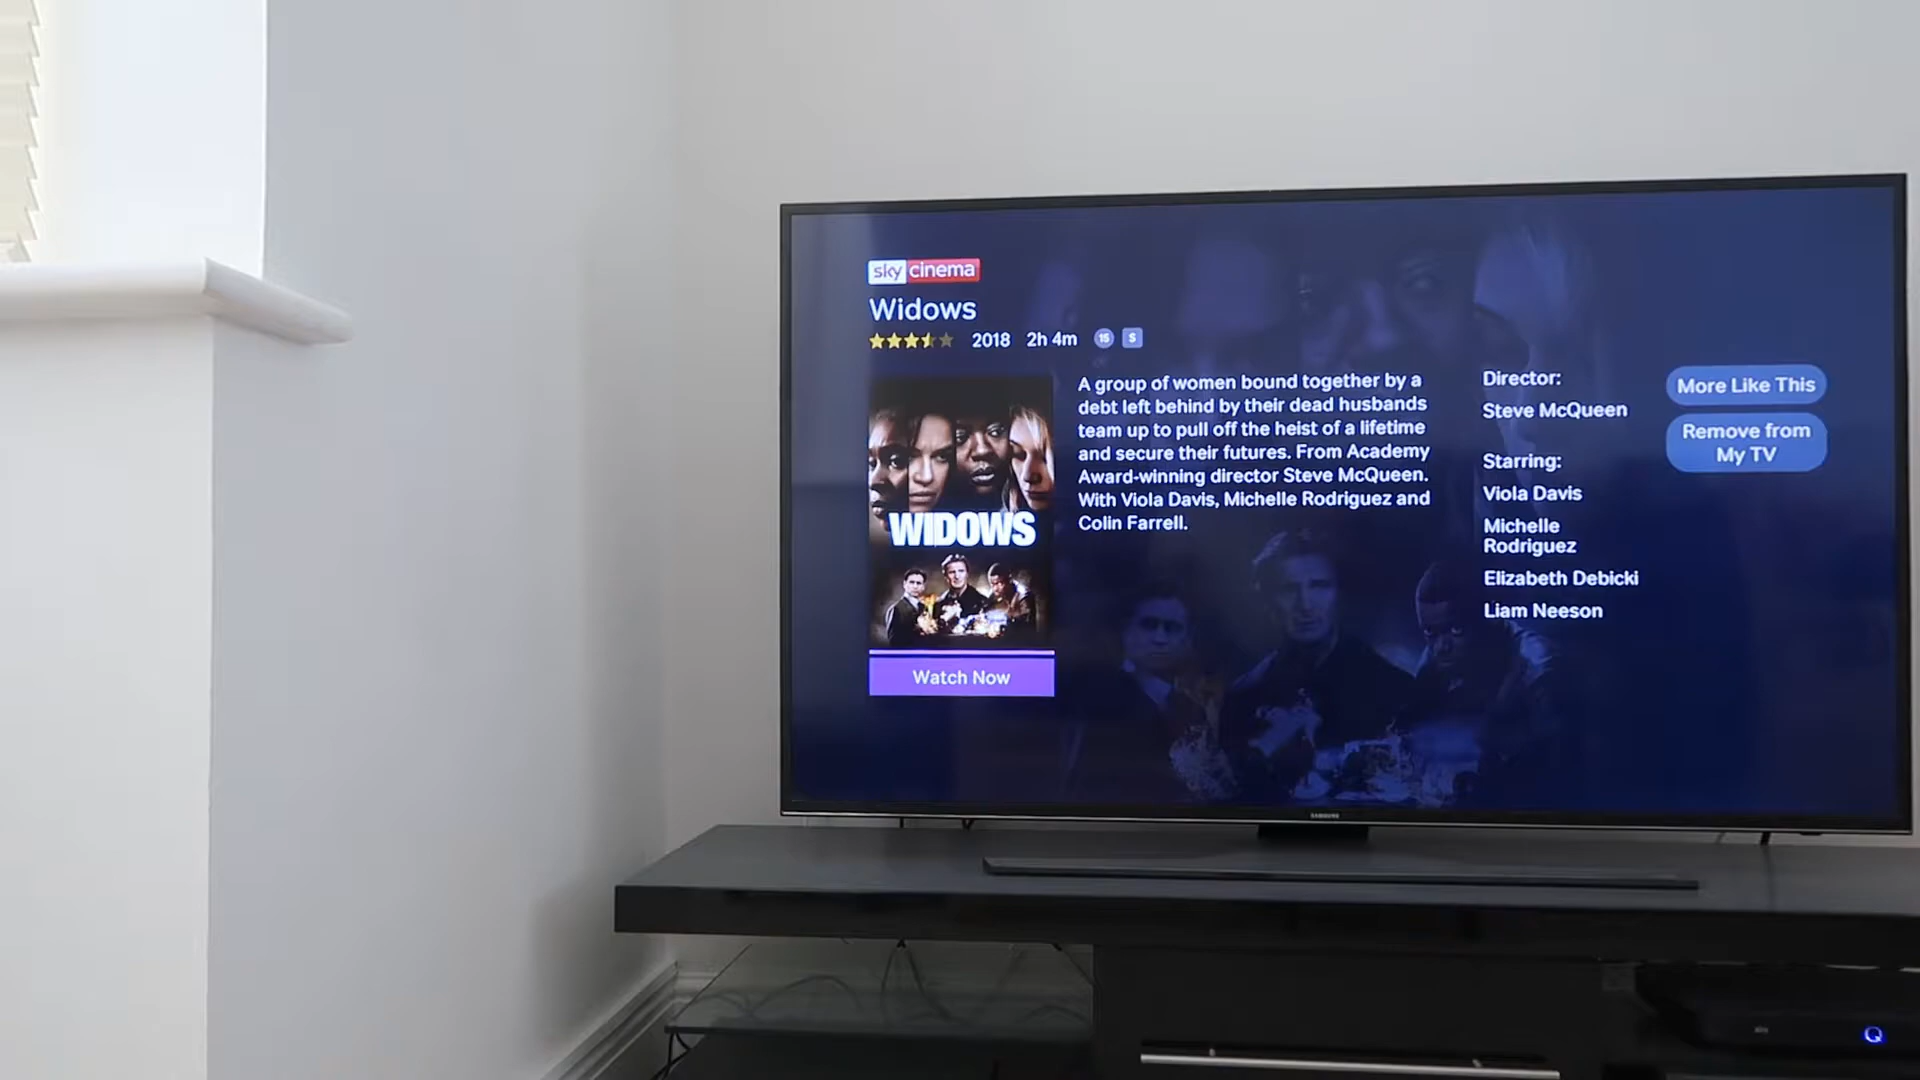 sky cinema
Widows
2018 2h 4m 15 S
A group of women bound together by a
debt left behind by their dead husbands
team up to pull off the heist of a lifetime
and secure their futures. From Academy
Award-winning director Steve McQueen.
With Viola Davis, Michelle Rodriguez and
Colin Farrell.
WIDOWS
Watch Now
Director:
Steve McQueen
Starring:
Viola Davis
Michelle
Rodriguez
Elizabeth Debicki
Liam Neeson
More Like This
Remove from
My TV
SAMSUNG
sky
Q